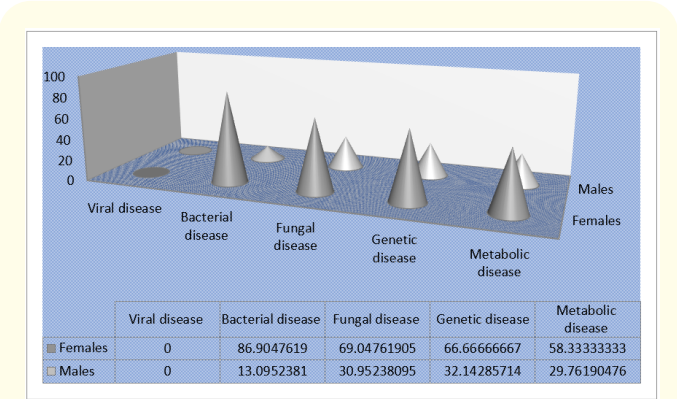 100
80
60
40
20
0
Viral disease
Bacterial
disease
Fungal
disease
Genetic
disease
Metabolic
disease
Males
Females
Viral disease Bacterial disease Fungal disease Genetic disease Metabolic
disease
Females 0 86.9047619 69.04761905 66.66666667 58.33333333
Males 0 13.0952381 30.95238095 32.14285714 29.76190476